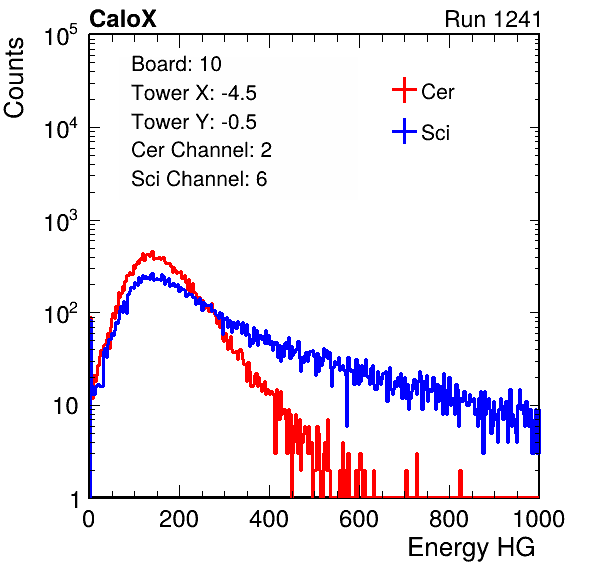 CaloX Run 1241
Counts
10^5
10^4
10^3
10^2
10
1
Board: 10
Tower X: -4.5
Tower Y: -0.5
Cer Channel: 2
Sci Channel: 6
Cer
Sci
0 200 400 600 800 1000
Energy HG